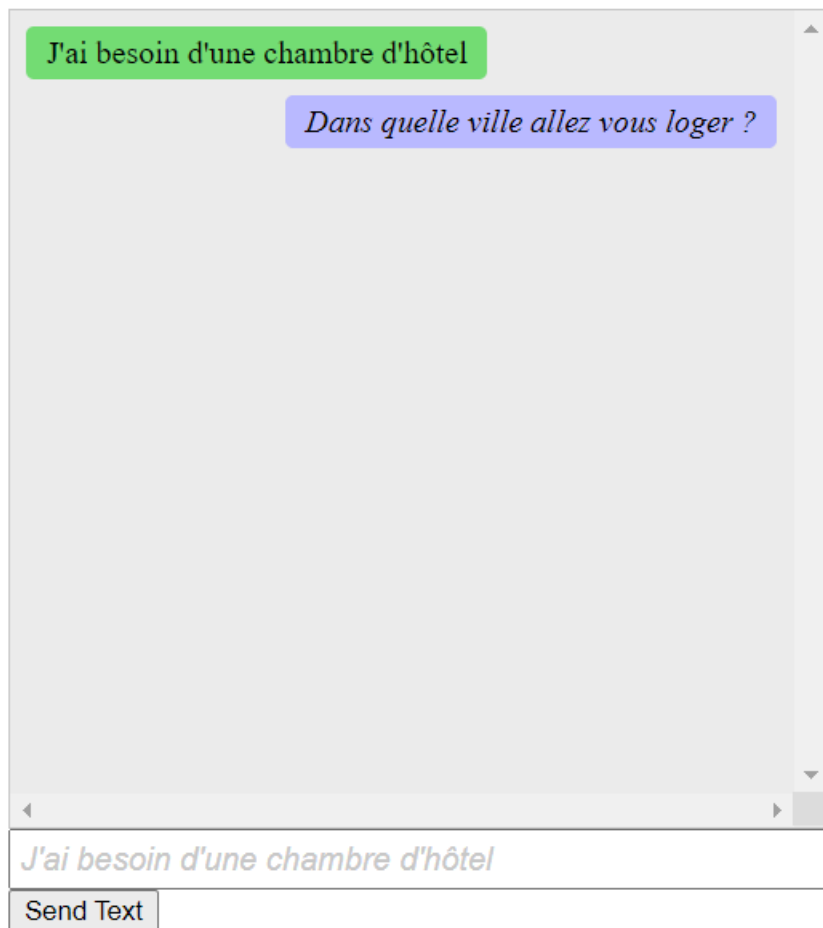 J'ai besoin d'une chambre d'hôtel
Dans quelle ville allez vous loger ?
J'ai besoin d'une chambre d'hôtel
Send Text